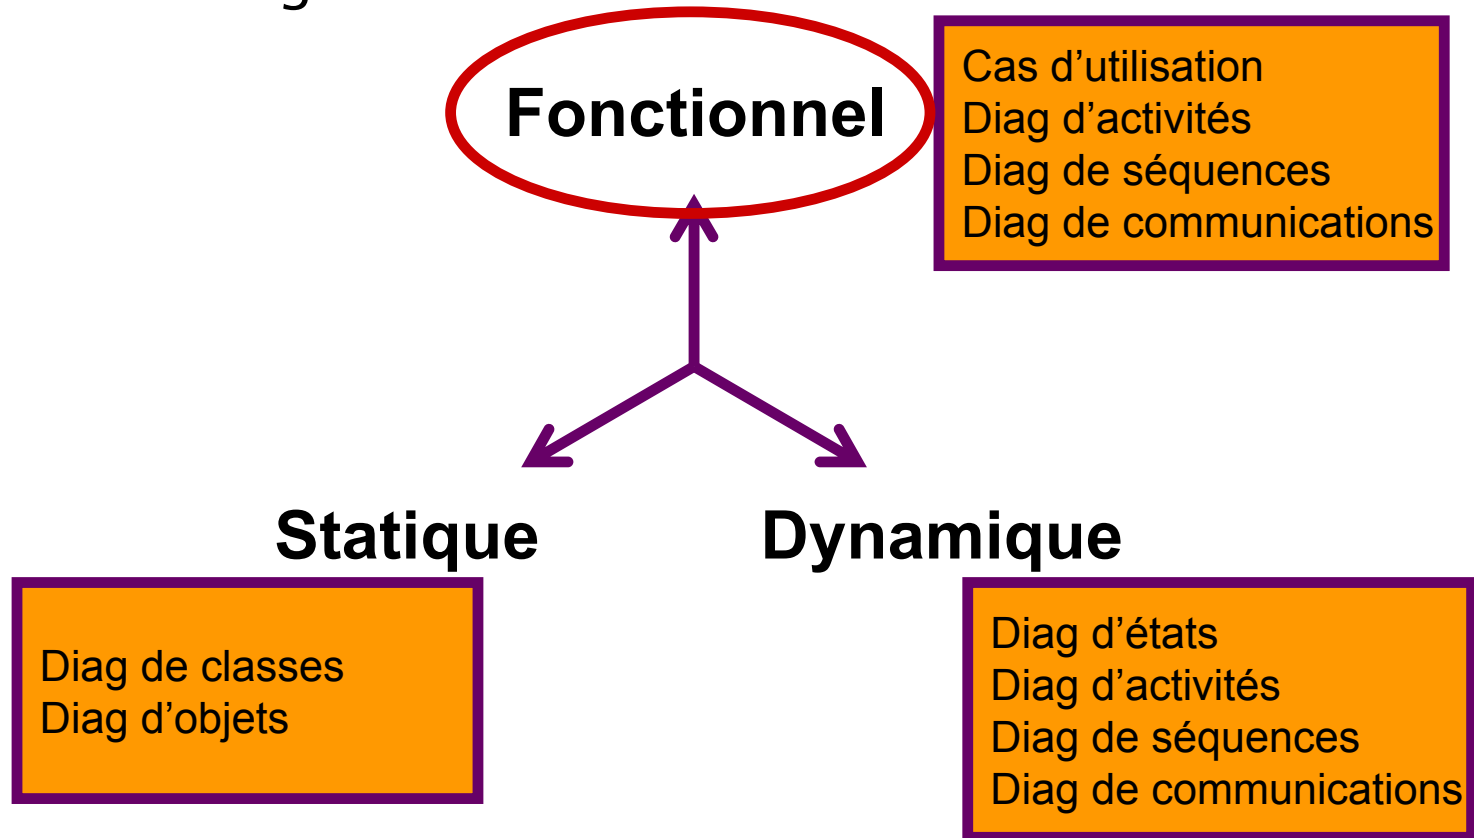 Fonctionnel
Cas d’utilisation
Diag d’activités
Diag de séquences
Diag de communications
Statique
Diag de classes
Diag d’objets
Dynamique
Diag d’états
Diag d’activités
Diag de séquences
Diag de communications